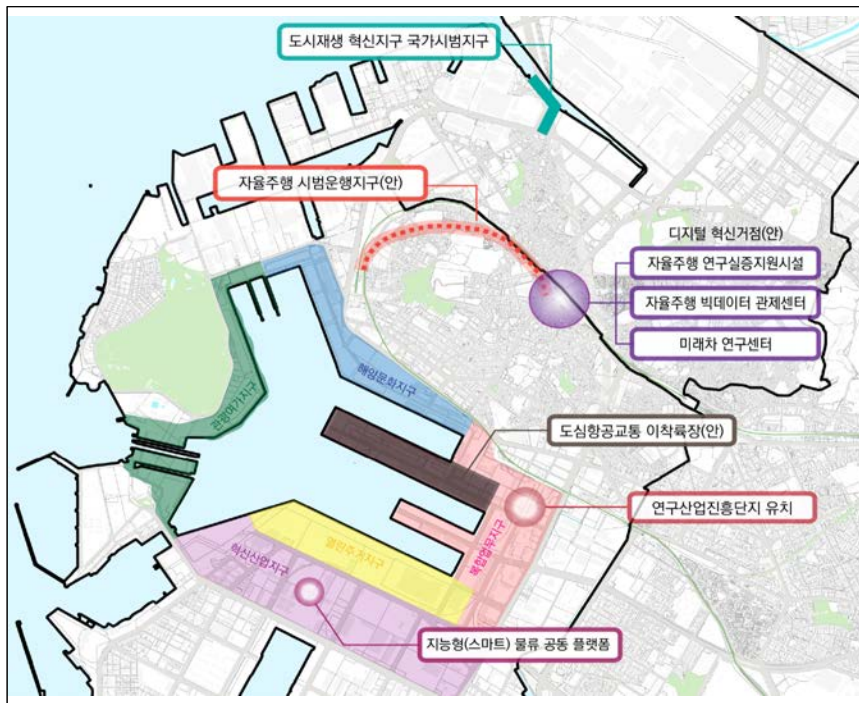 도시재생 혁신지구 국가시범지구
자율주행 시범운행지구(안)
디지털 혁신거점(안)
자율주행 연구실증지원시설
자율주행 빅데이터 관제센터
미래차 연구센터
해양문화지구
관광여가지구
도심항공교통 이착륙장(안)
연구산업진흥단지 유치
복합업무지구
열린주거지구
혁신산업지구
지능형(스마트) 물류 공동 플랫폼